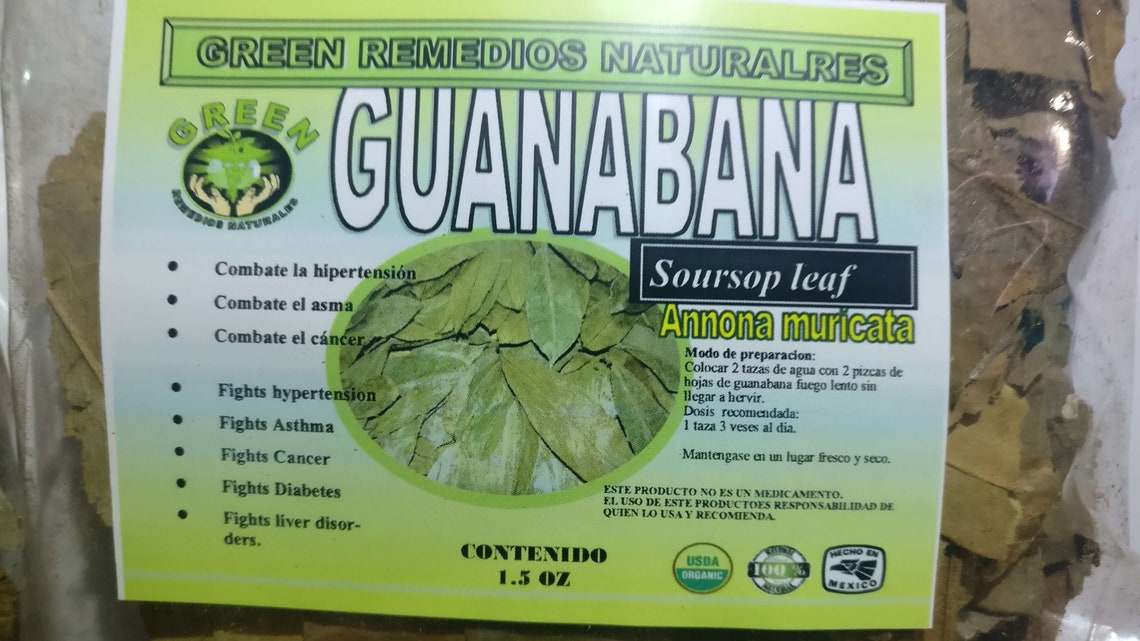 GREEN REMEDIOS NATURALRES
GREEN
REMEDIOS NATURALES
GUANABANA
Soursop leaf
Annona muricata
Combate la hipertensión
Combate el asma
Combate el cáncer
Fights hypertension
Fights Asthma
Fights Cancer
Fights Diabetes
Fights liver disor-
ders.
Modo de preparacion:
Colocar 2 tazas de agua con 2 pizcas de
hojas de guanabana fuego lento sin
llegar a hervir.
Dosis recomendada:
1 taza 3 veses al dia.
Mantengase en un lugar fresco y seco.
ESTE PRODUCTO NO ES UN MEDICAMENTO.
EL USO DE ESTE PRODUCTOES RESPONSABILIDAD DE
QUIEN LO USA Y RECOMIENDA.
CONTENIDO
1.5 OZ
USDA
ORGANIC
100 %
HECHO EN
MEXICO